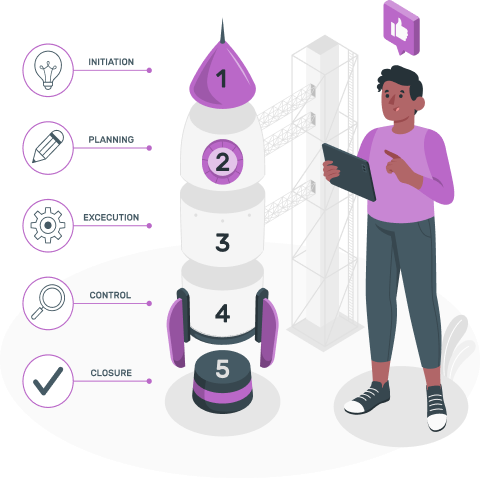 INITIATION
1
PLANNING
2
EXCECUTION
3
CONTROL
4
CLOSURE
5